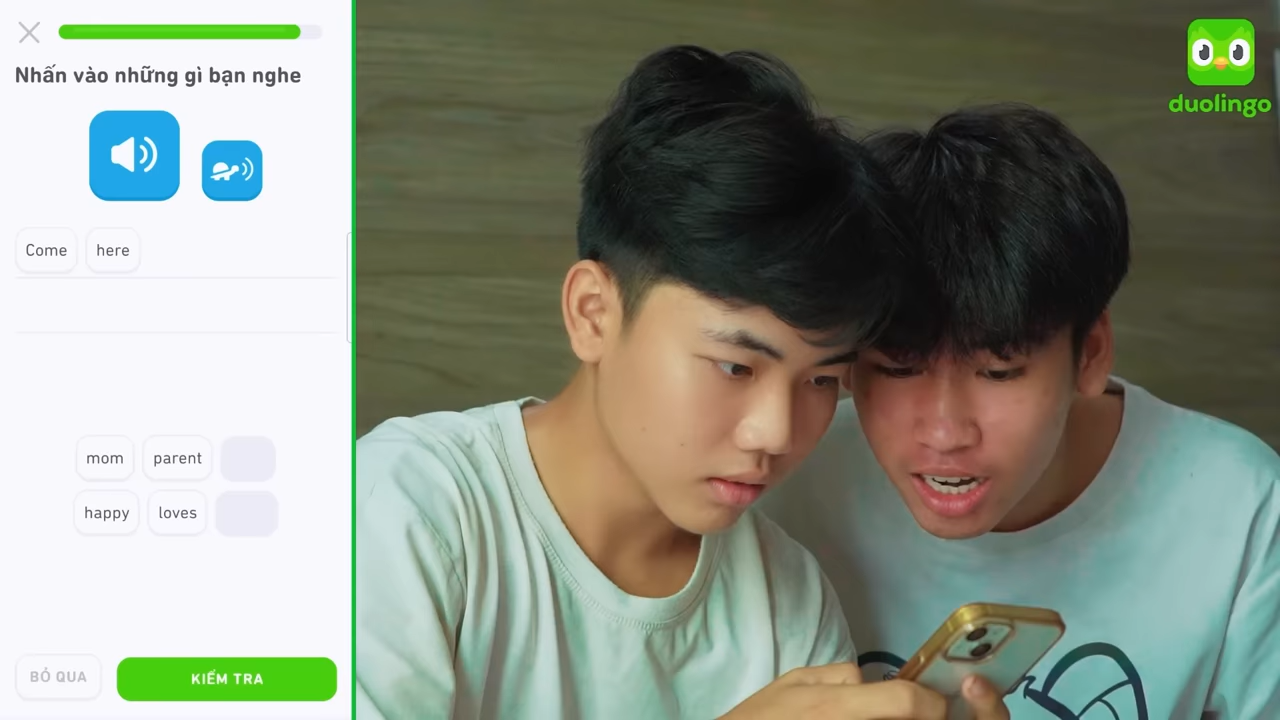 Nhấn vào những gì bạn nghe
Come here
mom parent
happy loves
BỎ QUA KIỂM TRA
duolingo